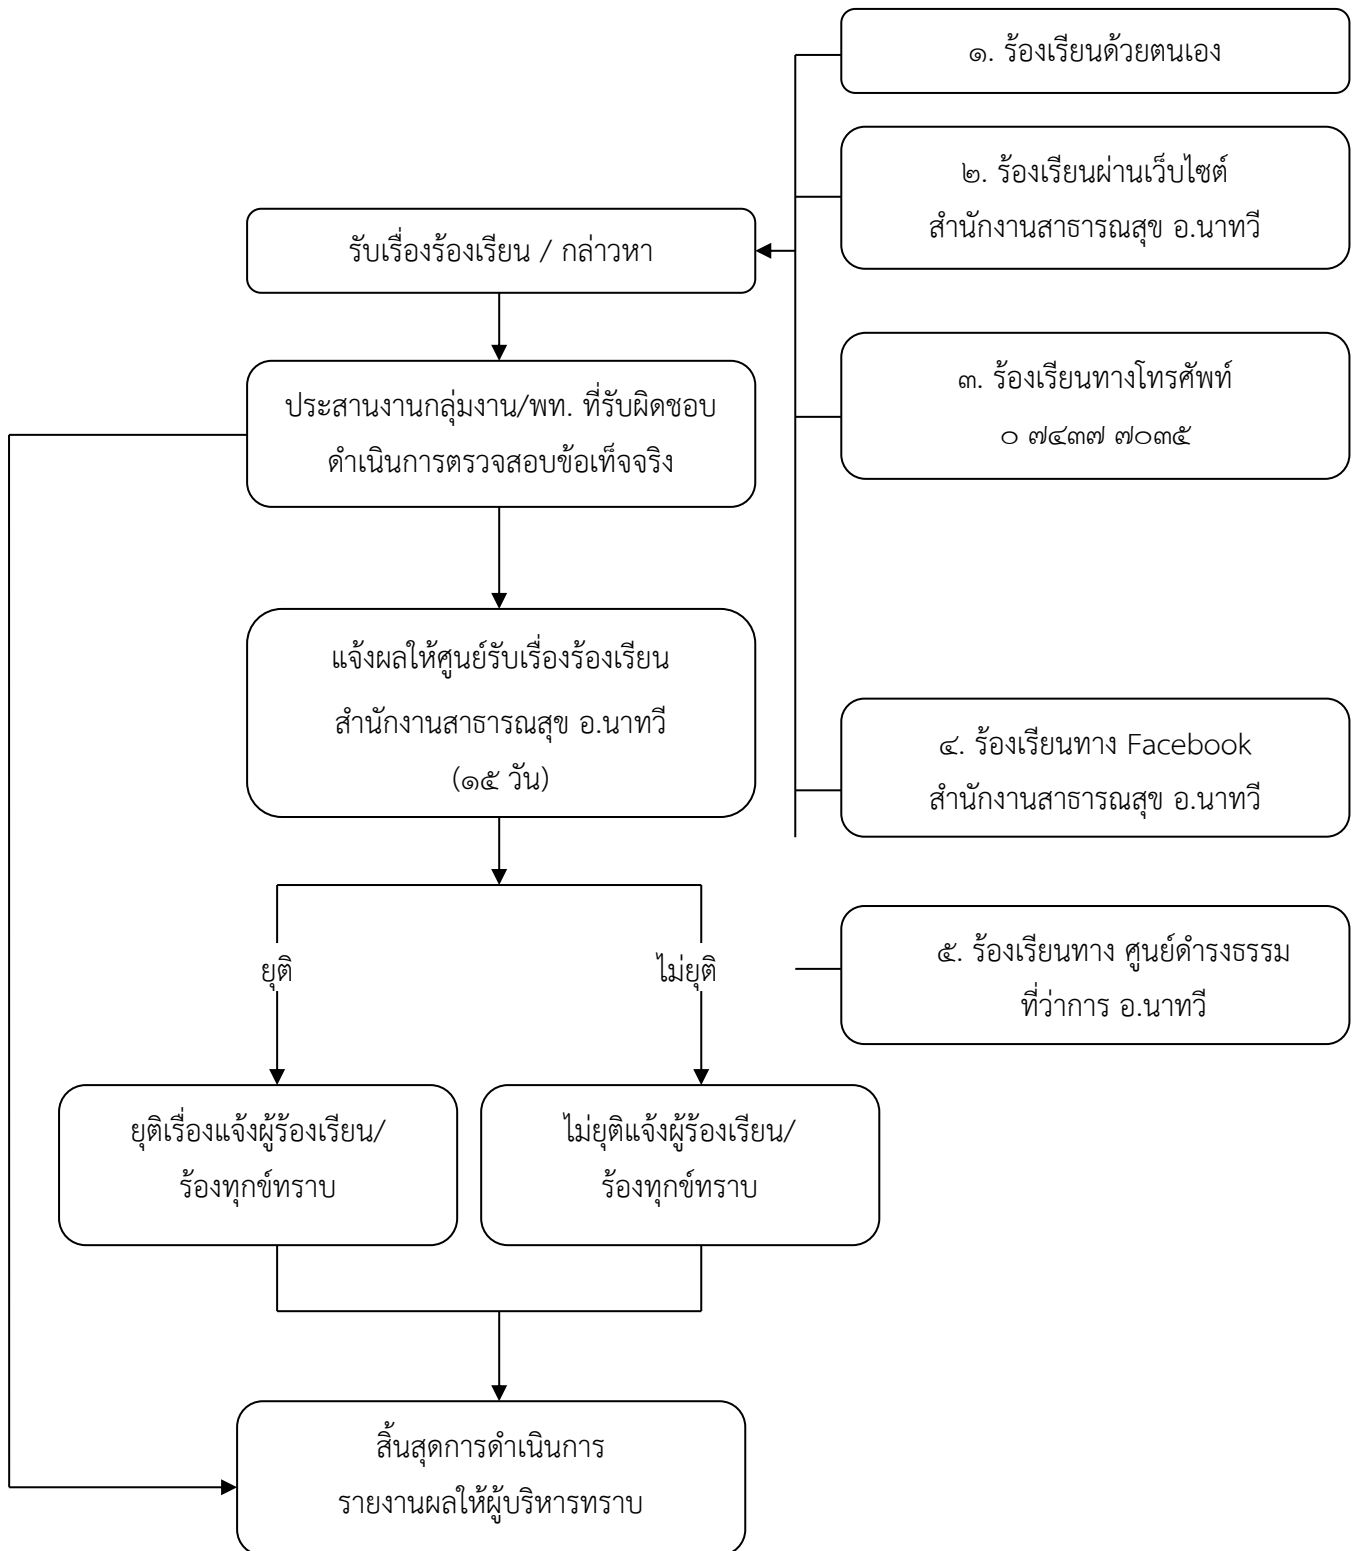 ๑. ร้องเรียนด้วยตนเอง
๒. ร้องเรียนผ่านเว็บไซต์
สำนักงานสาธารณสุข อ.นาทวี
รับเรื่องร้องเรียน / กล่าวหา
๓. ร้องเรียนทางโทรศัพท์
๐ ๗๔๓๗ ๗๐๓๕
ประสานงานกลุ่มงาน/พท. ที่รับผิดชอบ
ดำเนินการตรวจสอบข้อเท็จจริง
แจ้งผลให้ศูนย์รับเรื่องร้องเรียน
สำนักงานสาธารณสุข อ.นาทวี
(๑๕ วัน)
๔. ร้องเรียนทาง Facebook
สำนักงานสาธารณสุข อ.นาทวี
๕. ร้องเรียนทาง ศูนย์ดำรงธรรม
ที่ว่าการ อ.นาทวี
ยุติ
ไม่ยุติ
ยุติเรื่องแจ้งผู้ร้องเรียน/
ร้องทุกข์ทราบ
ไม่ยุติแจ้งผู้ร้องเรียน/
ร้องทุกข์ทราบ
สิ้นสุดการดำเนินการ
รายงานผลให้ผู้บริหารทราบ